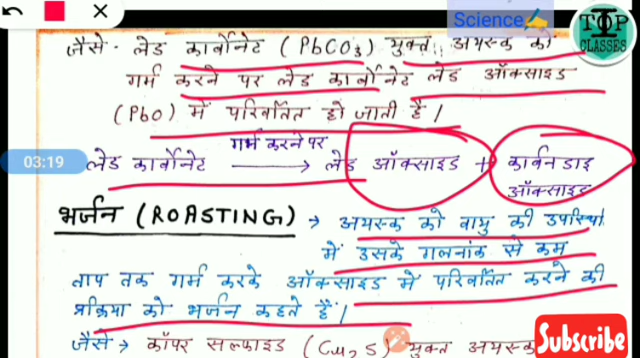 Science✍
TOP
CLASSES
जैसे - लेड कार्बोनेट (PbCO₃) युक्त अयस्क को
गर्म करने पर लेड कार्बोनेट लेड ऑक्साइड
(PbO) में परिवर्तित हो जाती है।
03:19
गर्म करने पर
लेड कार्बोनेट ⟶ लेड ऑक्साइड + कार्बन डाइ
ऑक्साइड
भर्जन (ROASTING) → अयस्क को वायु की
में उसके गलनांक से कम
ताप तक गर्म करके ऑक्साइड में परिवर्तित करने की
प्रक्रिया को भर्जन कहते हैं।
जैसे → कॉपर सल्फाइड (Cu₂S) युक्त
Subscribe